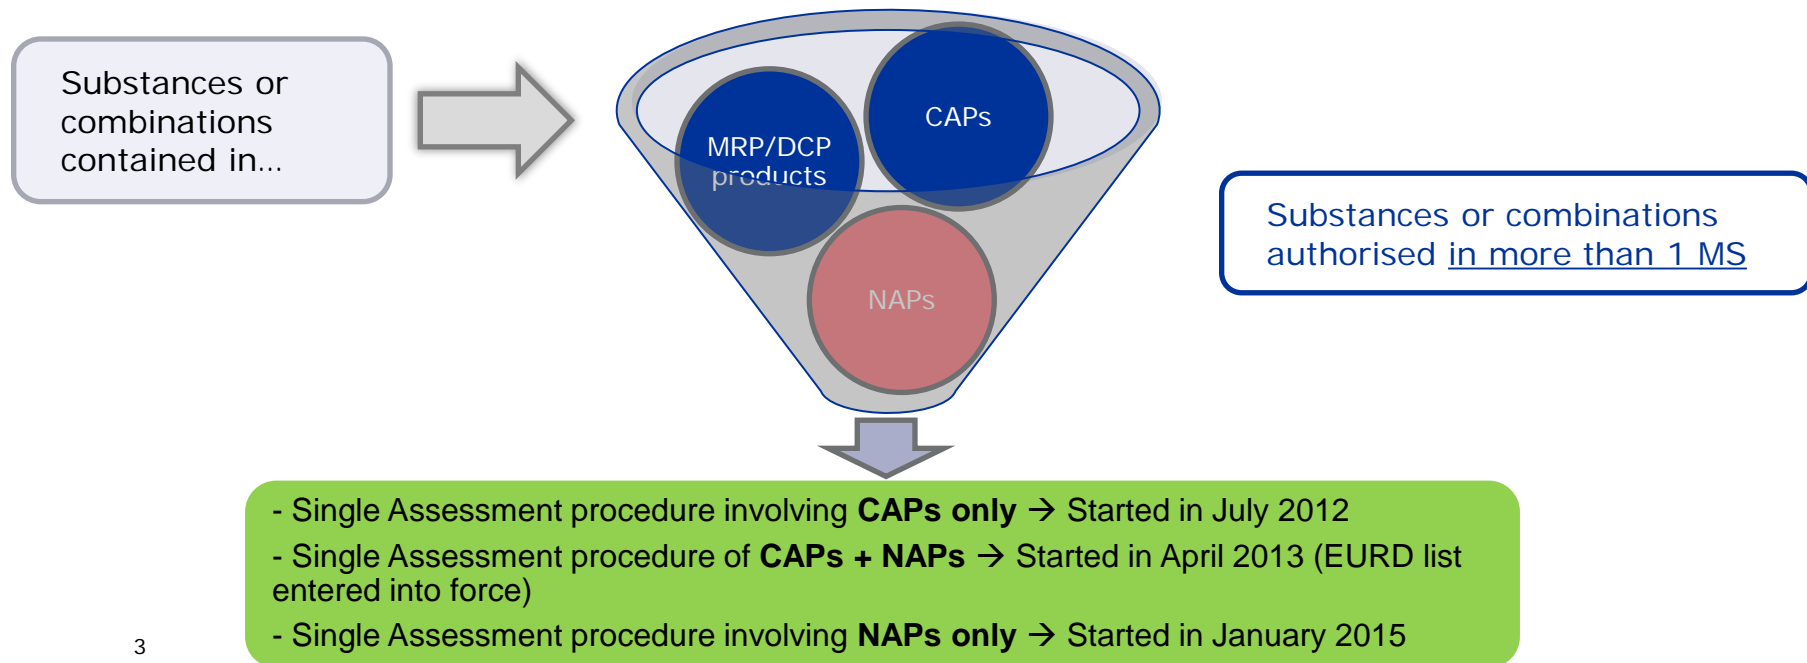 Substances or
combinations
contained in...
CAPs
MRP/DCP
products
NAPs
Substances or combinations
authorised in more than 1 MS
- Single Assessment procedure involving CAPs only → Started in July 2012
- Single Assessment procedure of CAPs + NAPs → Started in April 2013 (EURD list
entered into force)
- Single Assessment procedure involving NAPs only → Started in January 2015
3